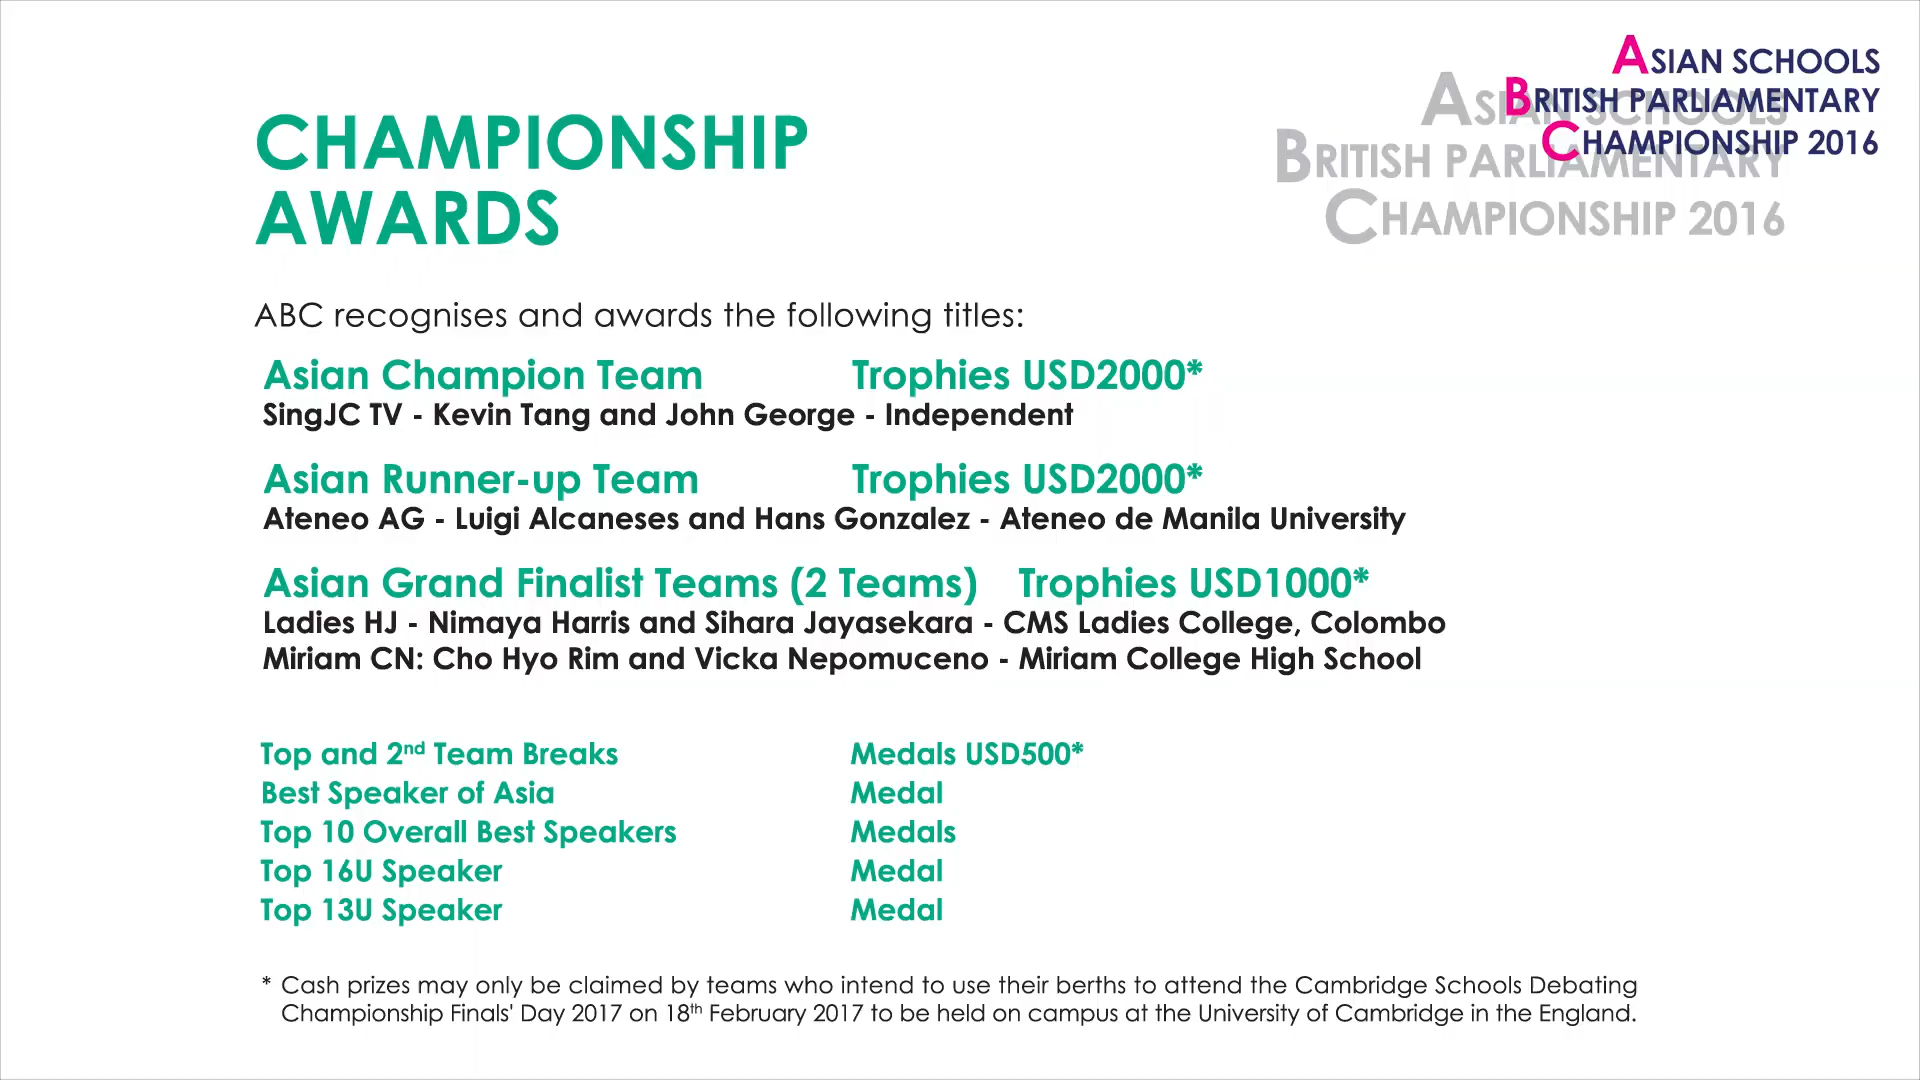 ASIAN SCHOOLS
BRITISH PARLIAMENTARY
CHAMPIONSHIP 2016
ASIAN SCHOOLS
BRITISH PARLIAMENTARY
CHAMPIONSHIP 2016
CHAMPIONSHIP
AWARDS
ABC recognises and awards the following titles:
Asian Champion Team Trophies USD2000*
SingJC TV - Kevin Tang and John George - Independent
Asian Runner-up Team Trophies USD2000*
Ateneo AG - Luigi Alcaneses and Hans Gonzalez - Ateneo de Manila University
Asian Grand Finalist Teams (2 Teams) Trophies USD1000*
Ladies HJ - Nimaya Harris and Sihara Jayasekara - CMS Ladies College, Colombo
Miriam CN: Cho Hyo Rim and Vicka Nepomuceno - Miriam College High School
Top and 2nd Team Breaks Medals USD500*
Best Speaker of Asia Medal
Top 10 Overall Best Speakers Medals
Top 16U Speaker Medal
Top 13U Speaker Medal
* Cash prizes may only be claimed by teams who intend to use their berths to attend the Cambridge Schools Debating
Championship Finals' Day 2017 on 18th February 2017 to be held on campus at the University of Cambridge in the England.